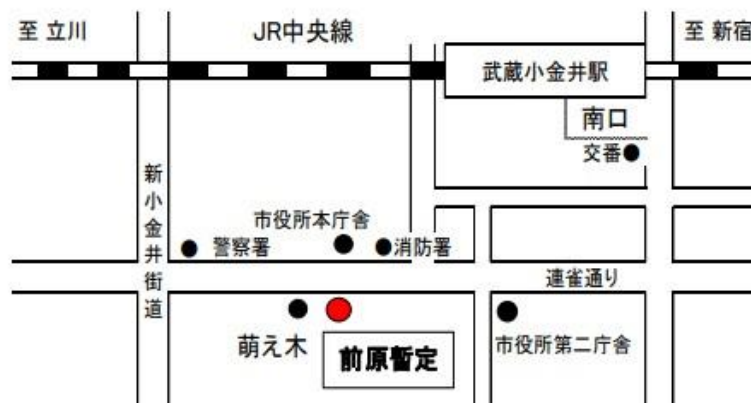 至 立川
JR中央線
至 新宿
武蔵小金井駅
南口
交番
新小金井街道
市役所本庁舎
警察署
消防署
連雀通り
萌え木
前原暫定
市役所第二庁舎